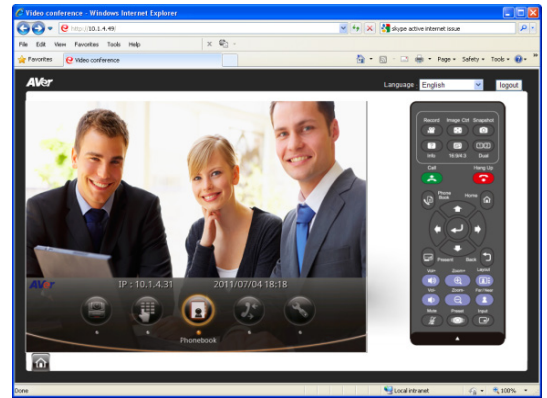 Video conference - Windows Internet Explorer
http://10.1.4.49/
skype active internet issue
File Edit View Favorites Tools Help
Favorites Video conference
Page Safety Tools
AVer
Language : English logout
Record Image Ctrl Snapshot
Info 16:9/4:3 Dual
Call Hang Up
Phone Book Home
Present Back
Vol+ Zoom+ Layout
Vol- Zoom- Far/Near
Mute Preset Input
AVer IP : 10.1.4.31 2011/07/04 18:18
Phonebook
Done Local intranet 100%